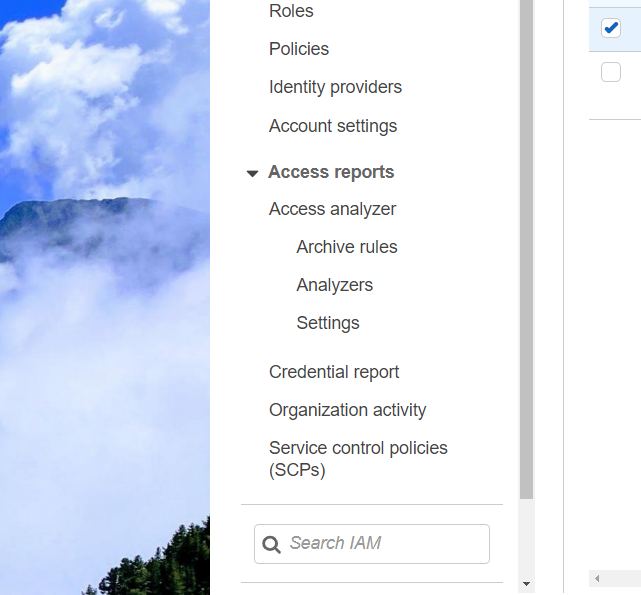 Roles
Policies
Identity providers
Account settings
Access reports
Access analyzer
Archive rules
Analyzers
Settings
Credential report
Organization activity
Service control policies
(SCPs)
Search IAM